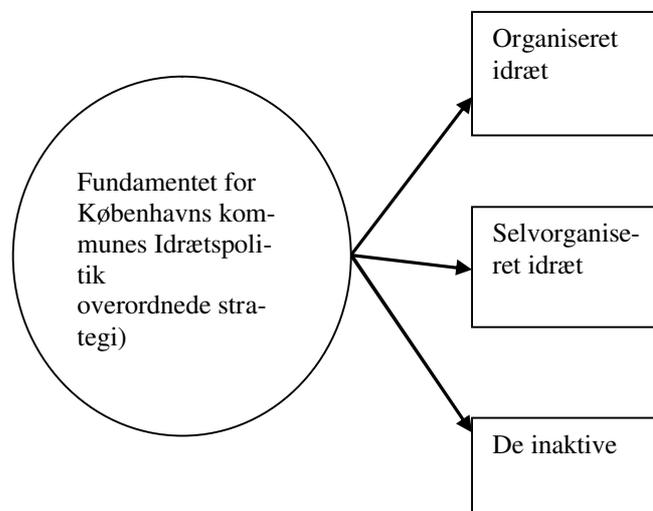 Fundamentet for
Københavns kom-
munes Idrætspoli-
tik
overordnede stra-
tegi)
Organiseret
idræt
Selvorganise-
ret idræt
De inaktive